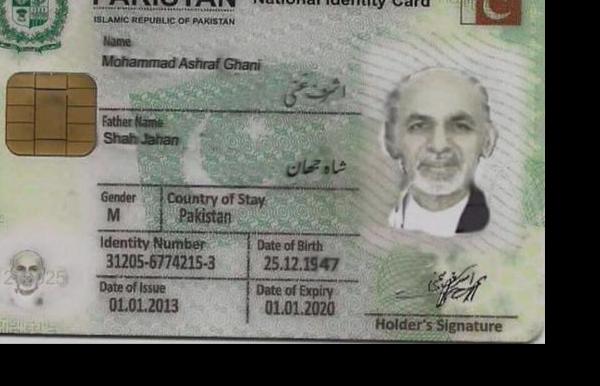 PAKISTAN National Identity Card
ISLAMIC REPUBLIC OF PAKISTAN
Name
Mohammad Ashraf Ghani
اشرف غنی
Father Name
Shah Jahan
شاہ جهان
Gender Country of Stay
M Pakistan
Identity Number Date of Birth
31205-6774215-3 25.12.1947
Date of Issue Date of Expiry
01.01.2013 01.01.2020
Holder's Signature